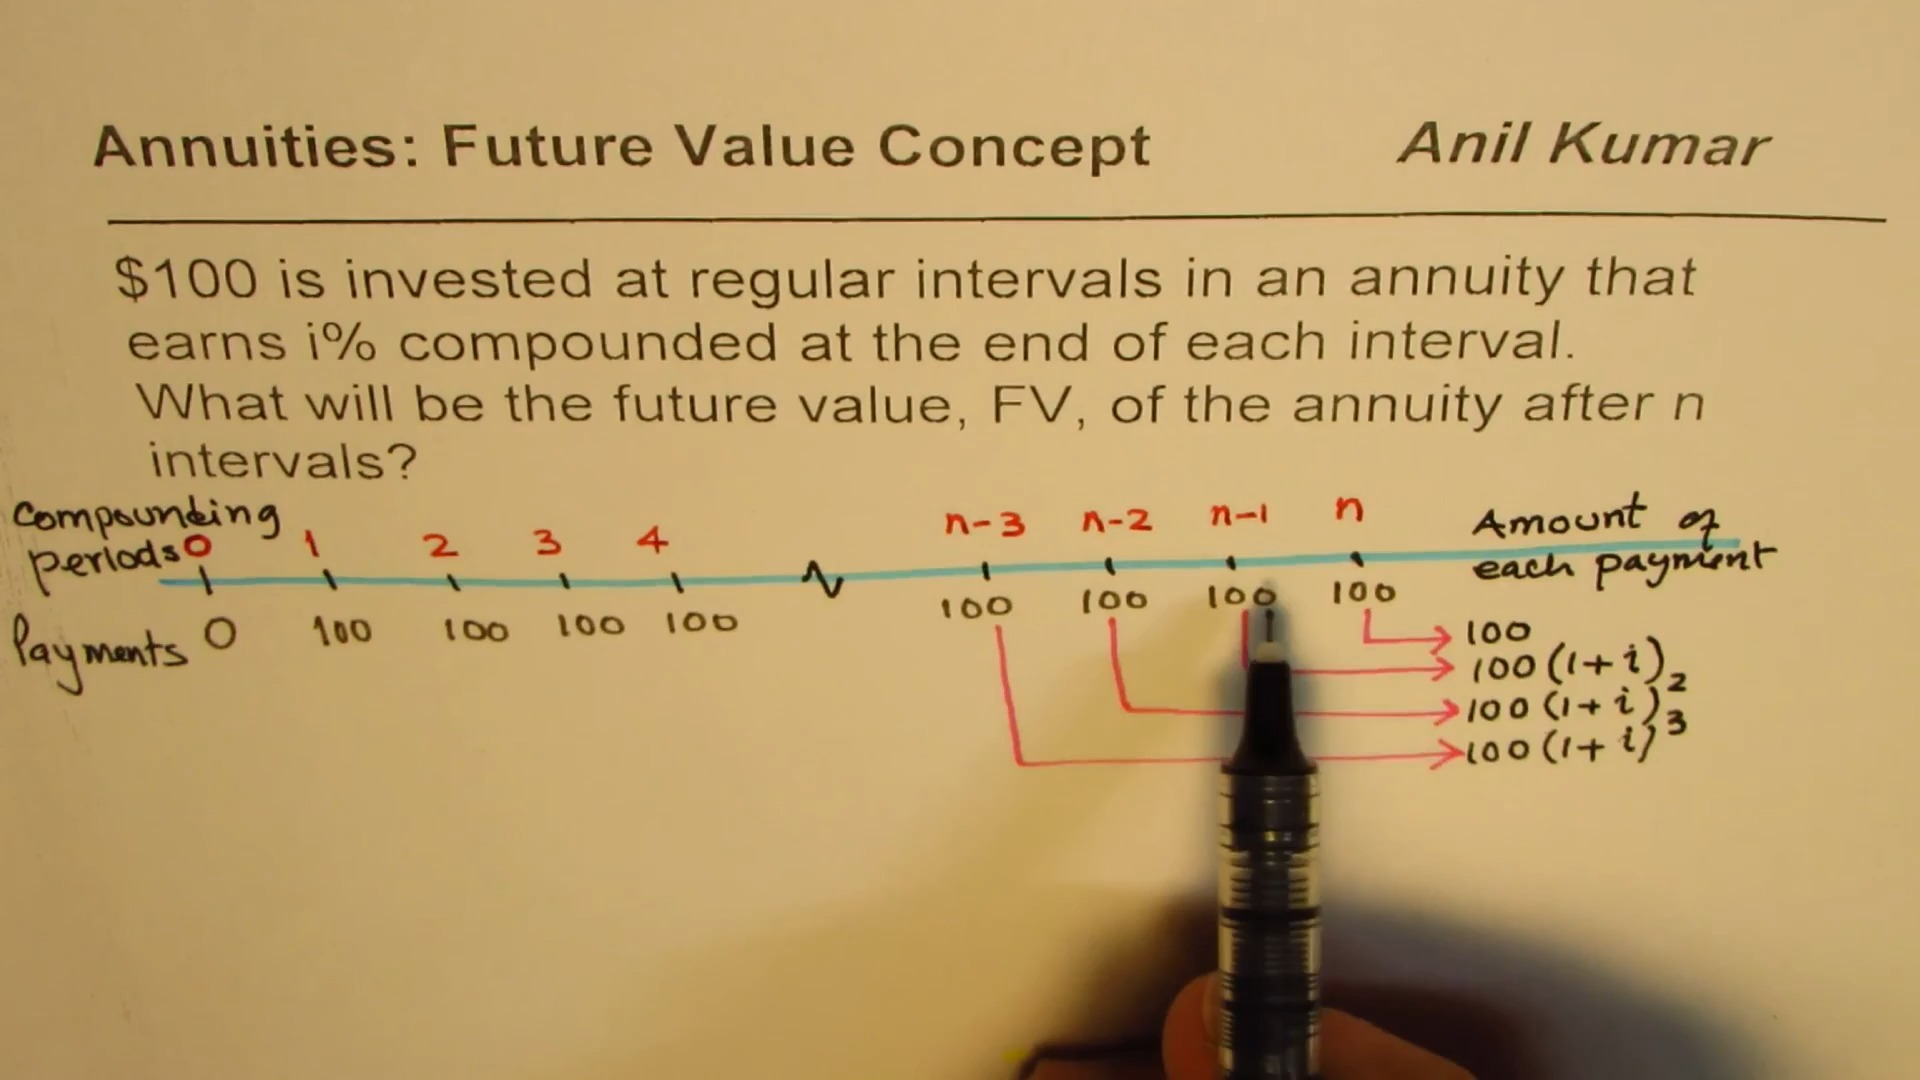 Annuities: Future Value Concept Anil Kumar
$100 is invested at regular intervals in an annuity that
earns i% compounded at the end of each interval.
What will be the future value, FV, of the annuity after n
intervals?
Compounding
periods 0 1 2 3 4 n-3 n-2 n-1 n
Amount of
each payment
Payments 0 100 100 100 100 100 100 100 100
100
100 (1+i)
100 (1+i)²
100 (1+i)³